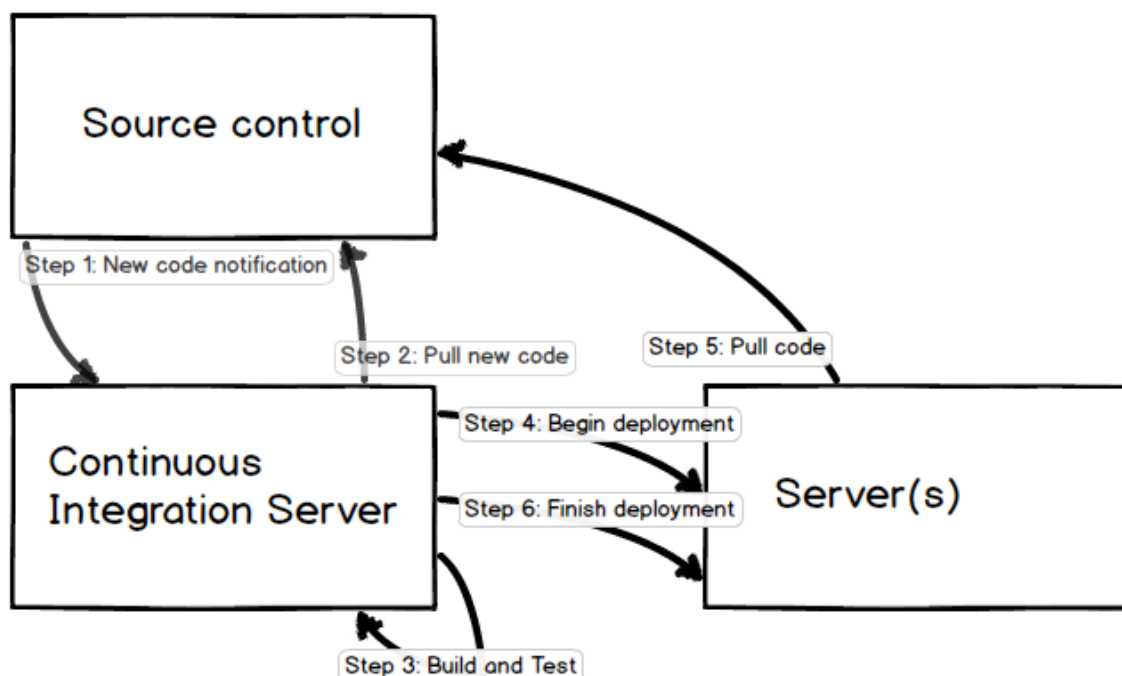 Source control
Step 1: New code notification
Step 2: Pull new code
Step 5: Pull code
Continuous
Integration Server
Step 4: Begin deployment
Step 6: Finish deployment
Server(s)
Step 3: Build and Test